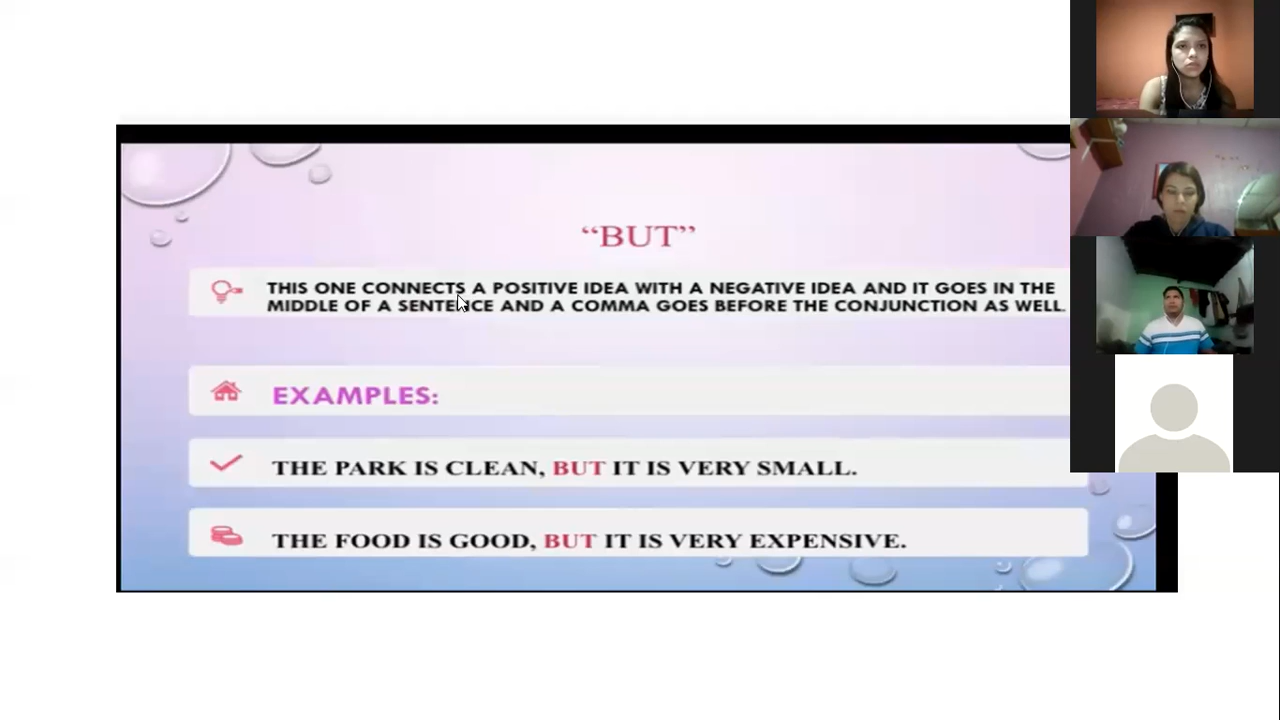 “BUT”
THIS ONE CONNECTS A POSITIVE IDEA WITH A NEGATIVE IDEA AND IT GOES IN THE
MIDDLE OF A SENTENCE AND A COMMA GOES BEFORE THE CONJUNCTION AS WELL.
EXAMPLES:
THE PARK IS CLEAN, BUT IT IS VERY SMALL.
THE FOOD IS GOOD, BUT IT IS VERY EXPENSIVE.